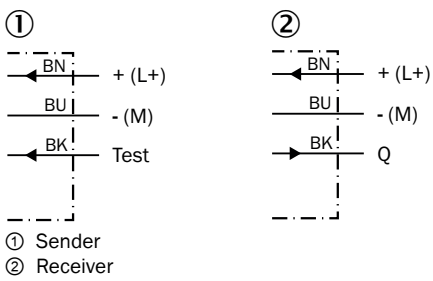 ① ②
BN + (L+) BN + (L+)
BU - (M) BU - (M)
BK Test BK Q
① Sender
② Receiver